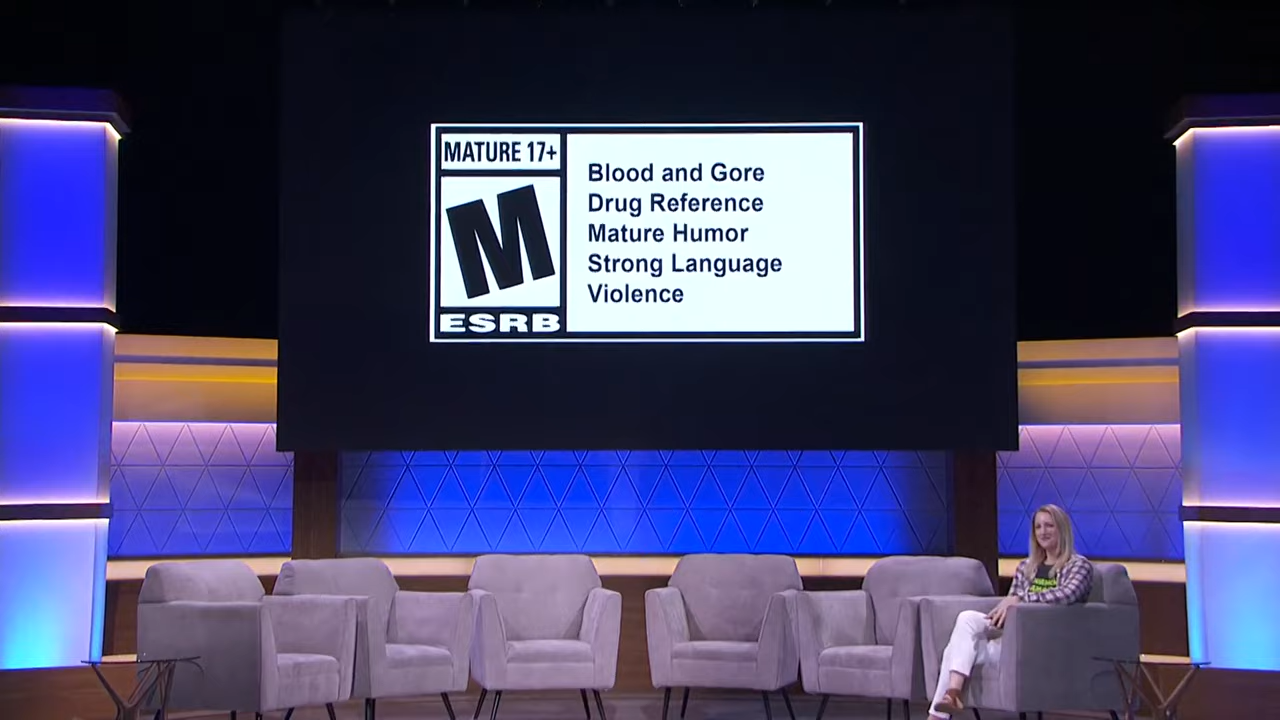 MATURE 17+
M
ESRB
Blood and Gore
Drug Reference
Mature Humor
Strong Language
Violence